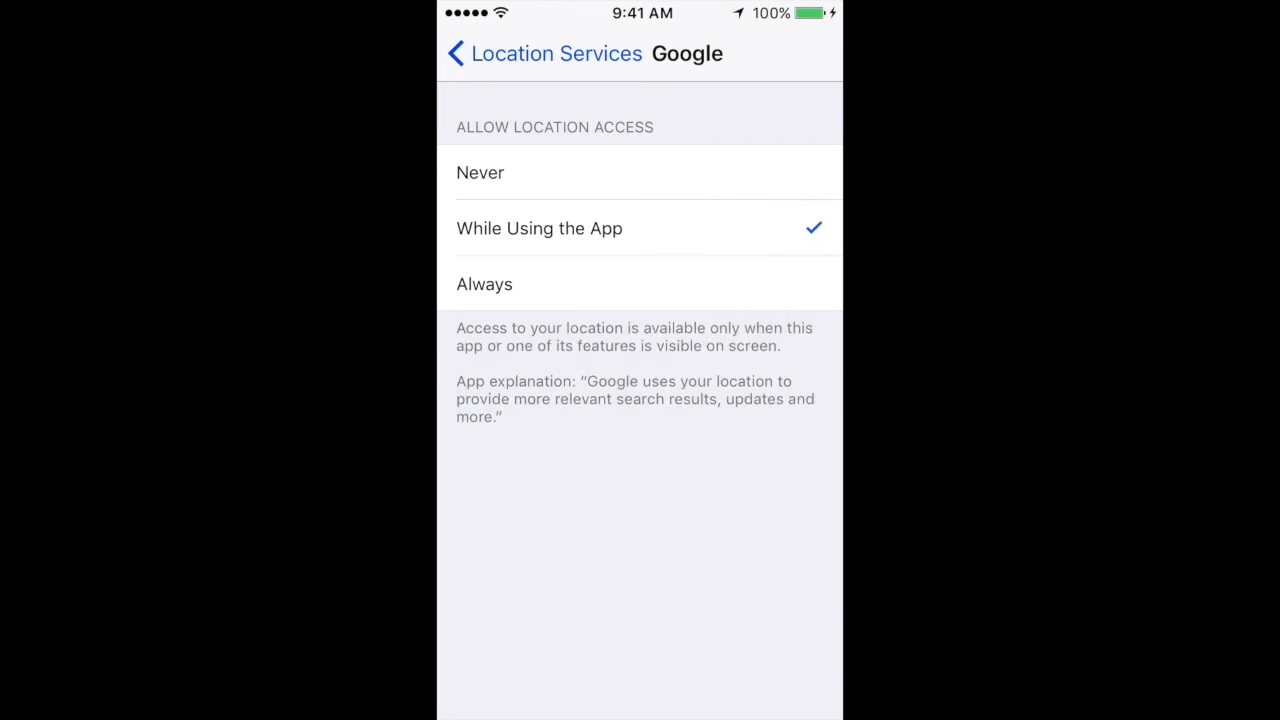 9:41 AM 100%
Location Services Google
ALLOW LOCATION ACCESS
Never
While Using the App
Always
Access to your location is available only when this
app or one of its features is visible on screen.
App explanation: “Google uses your location to
provide more relevant search results, updates and
more.”